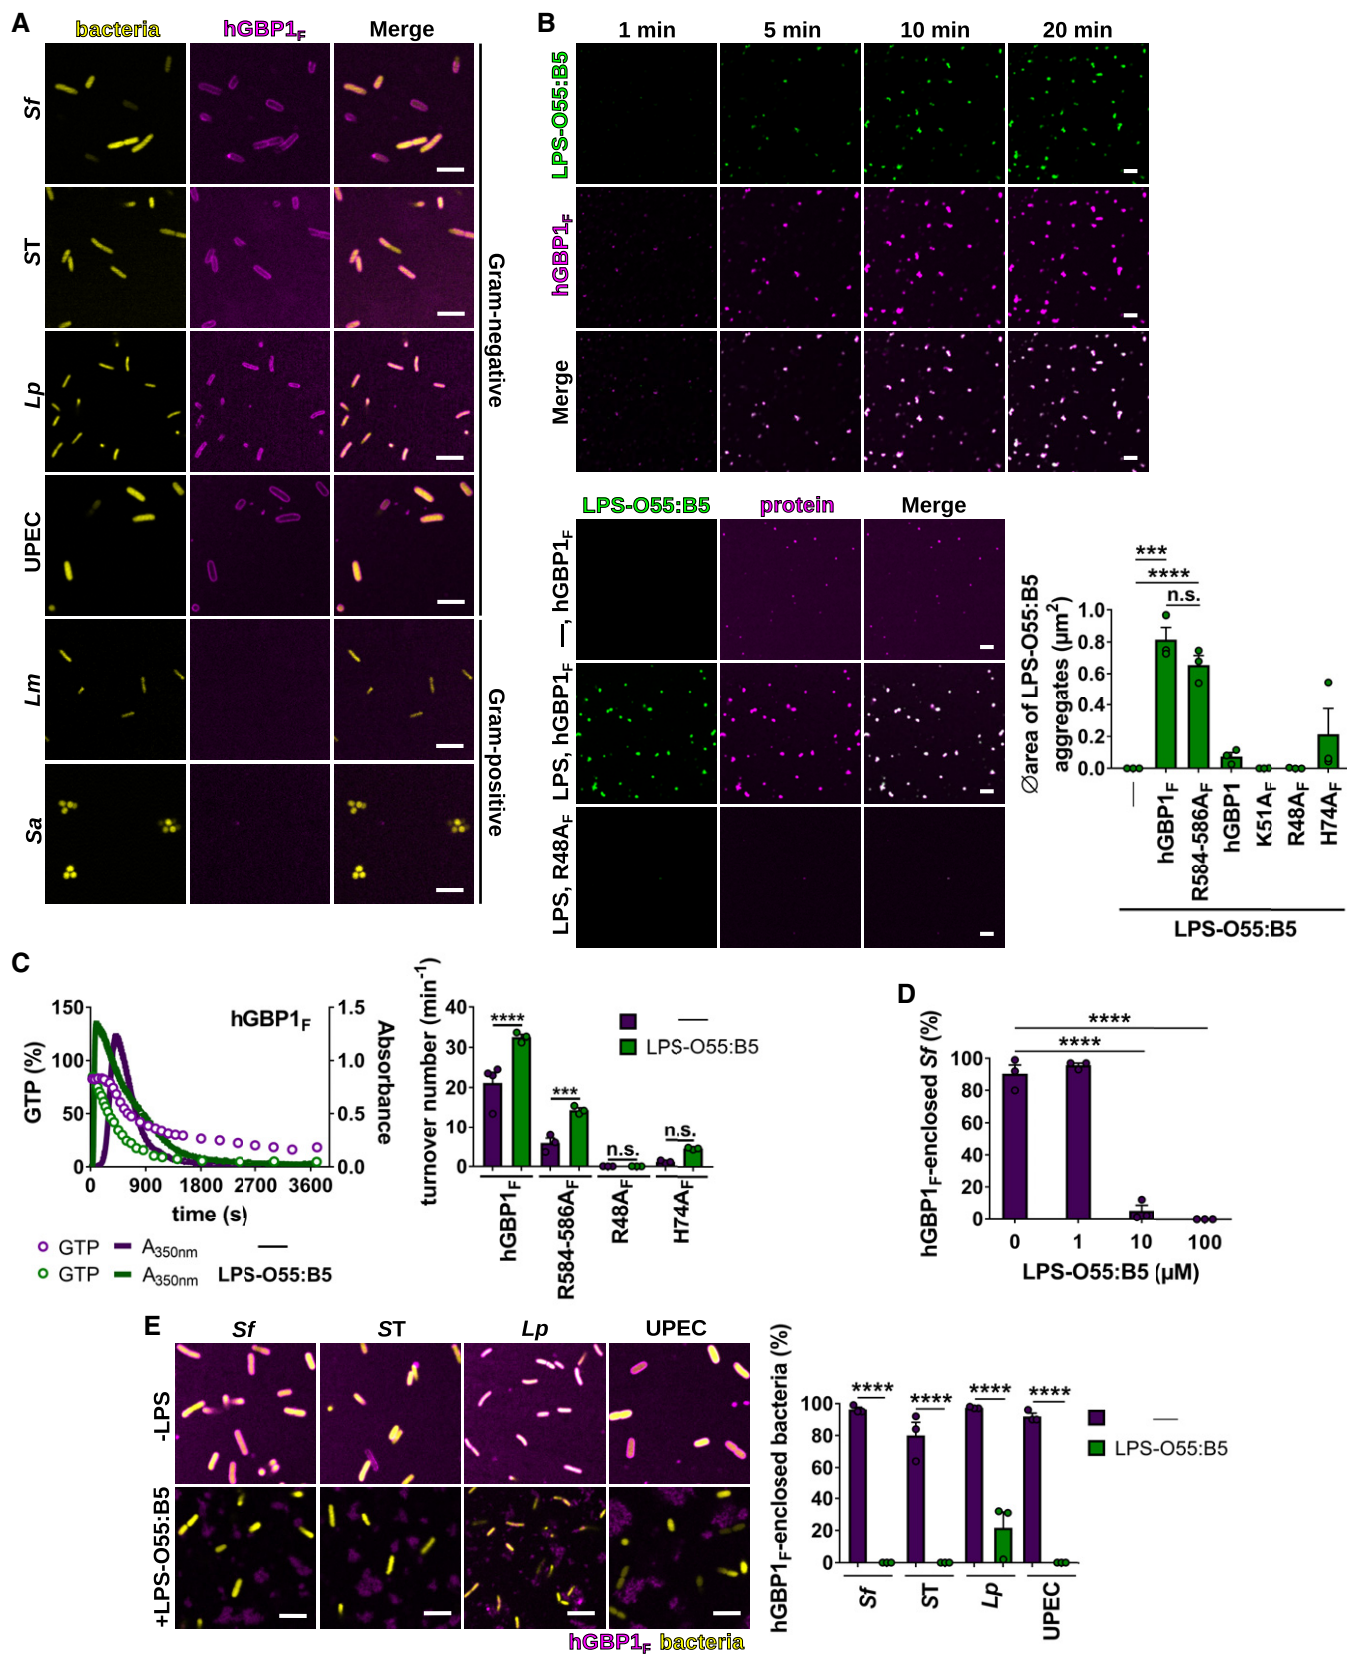 A
bacteria hGBP1F Merge
Sf
ST
Lp
UPEC
Lm
Sa
Gram-negative
Gram-positive
B
1 min 5 min 10 min 20 min
LPS-O55:B5
hGBP1F
Merge
LPS-O55:B5 protein Merge
—, hGBP1F
LPS, hGBP1F
LPS, R48AF
∅area of LPS-O55:B5
aggregates (µm2)
***
****
n.s.
1.0
0.8
0.6
0.4
0.2
0.0
— hGBP1F R584-586AF hGBP1 K51AF R48AF H74AF
LPS-O55:B5
C
GTP (%)
150
100
50
0
hGBP1F
1.5
1.0
0.5
0.0
Absorbance
0 900 1800 2700 3600
time (s)
GTP A350nm —
GTP A350nm LPS-O55:B5
turnover number (min-1)
40
30
20
10
0
**** *** n.s. n.s.
—
LPS-O55:B5
hGBP1F R584-586AF R48AF H74AF
D
hGBP1F-enclosed Sf (%)
****
****
100
80
60
40
20
0
0 1 10 100
LPS-O55:B5 (µM)
E
Sf ST Lp UPEC
-LPS
+LPS-O55:B5
hGBP1F bacteria
hGBP1F-enclosed bacteria (%)
100
80
60
40
20
0
**** **** **** ****
—
LPS-O55:B5
Sf ST Lp UPEC